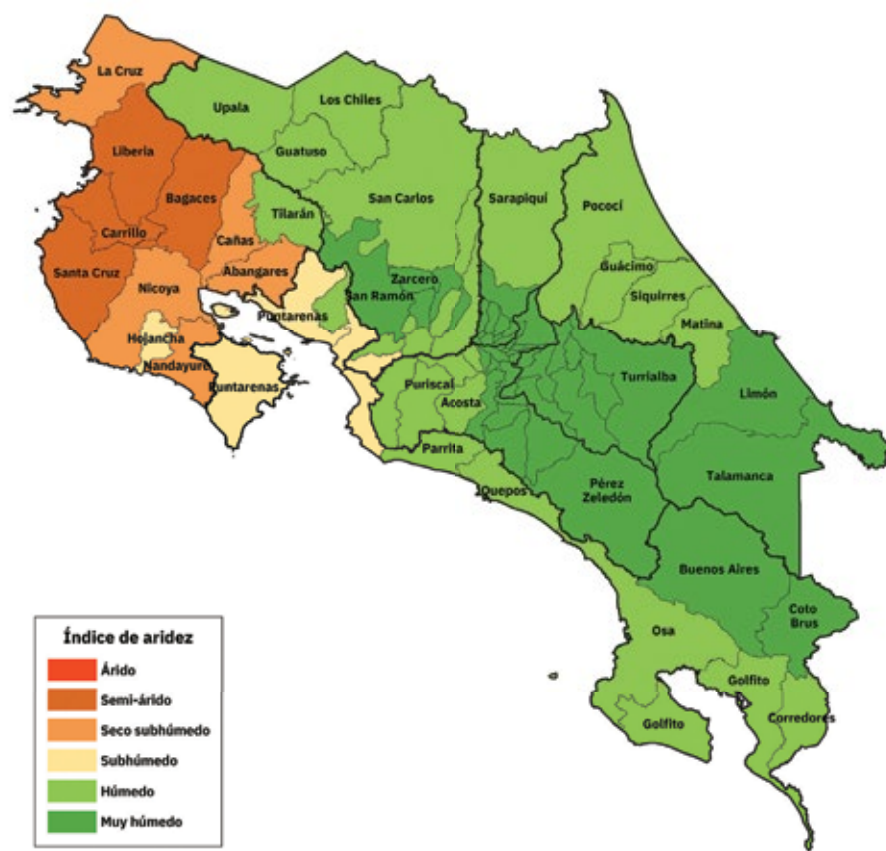 La Cruz
Upala
Los Chiles
Liberia
Guatuso
Bagaces
San Carlos
Sarapiquí
Pococí
Tilarán
Carrillo
Cañas
Santa Cruz
Abangares
Nicoya
Zarcero
San Ramón
Guácimo
Siquirres
Puntarenas
Matina
Hojancha
Nandayure
Puntarenas
Puriscal
Acosta
Turrialba
Limón
Parrita
Quepos
Pérez
Zeledón
Talamanca
Buenos Aires
Coto
Brus
Osa
Golfito
Golfito
Corredores
Índice de aridez
Árido
Semi-árido
Seco subhúmedo
Subhúmedo
Húmedo
Muy húmedo